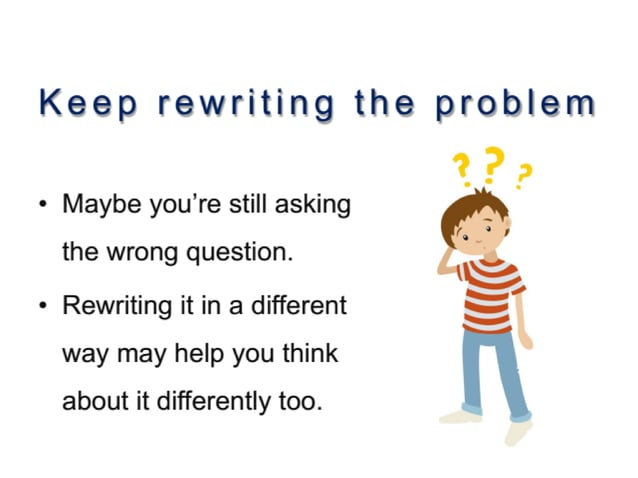 Keep rewriting the problem
• Maybe you’re still asking
the wrong question.
• Rewriting it in a different
way may help you think
about it differently too.
? ? ?